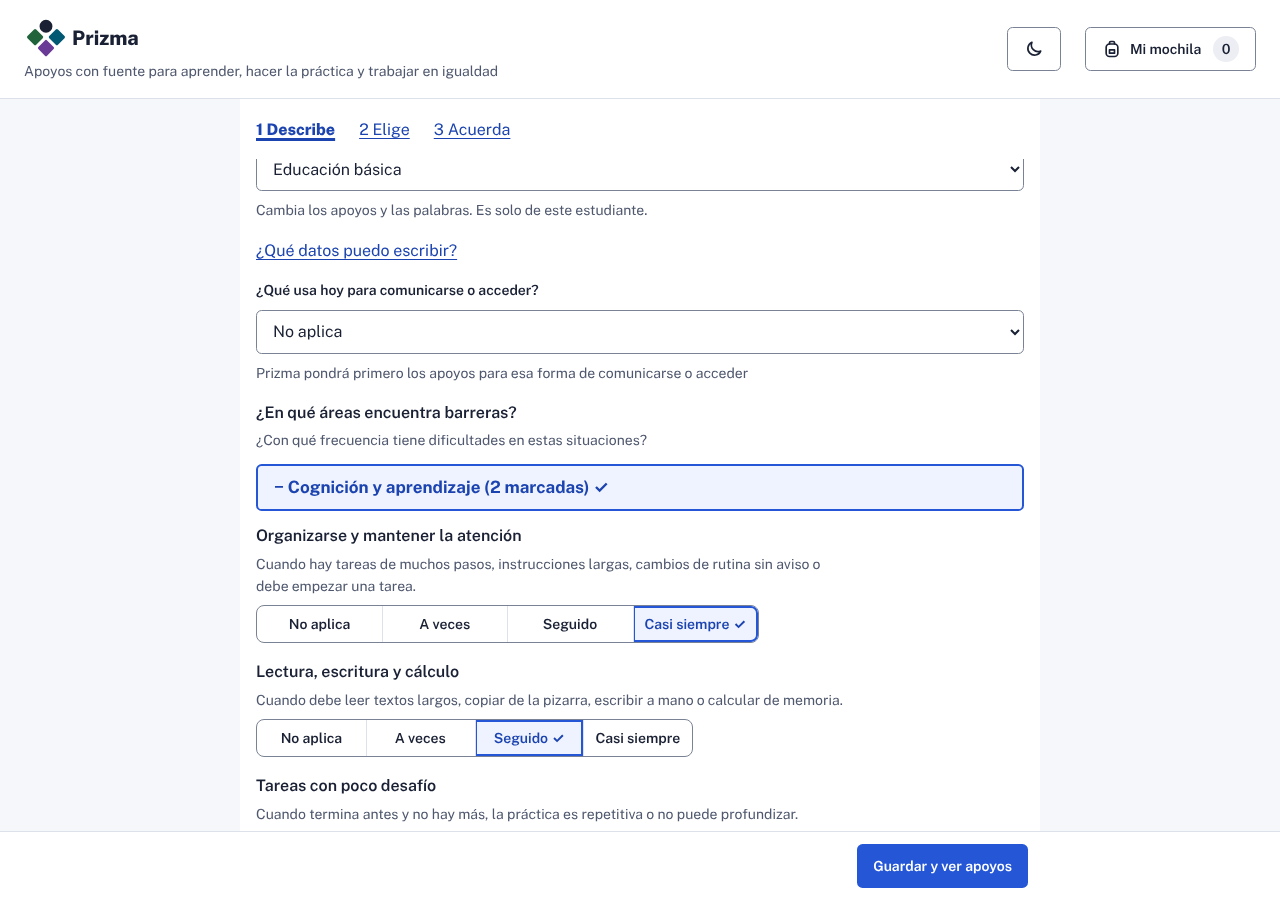 Prizma
Apoyos con fuente para aprender, hacer la práctica y trabajar en igualdad
Mi mochila 0
1 Describe 2 Elige 3 Acuerda
Educación básica
Cambia los apoyos y las palabras. Es solo de este estudiante.
¿Qué datos puedo escribir?
¿Qué usa hoy para comunicarse o acceder?
No aplica
Prizma pondrá primero los apoyos para esa forma de comunicarse o acceder
¿En qué áreas encuentra barreras?
¿Con qué frecuencia tiene dificultades en estas situaciones?
− Cognición y aprendizaje (2 marcadas) ✓
Organizarse y mantener la atención
Cuando hay tareas de muchos pasos, instrucciones largas, cambios de rutina sin aviso o
debe empezar una tarea.
No aplica A veces Seguido Casi siempre ✓
Lectura, escritura y cálculo
Cuando debe leer textos largos, copiar de la pizarra, escribir a mano o calcular de memoria.
No aplica A veces Seguido ✓ Casi siempre
Tareas con poco desafío
Cuando termina antes y no hay más, la práctica es repetitiva o no puede profundizar.
Guardar y ver apoyos